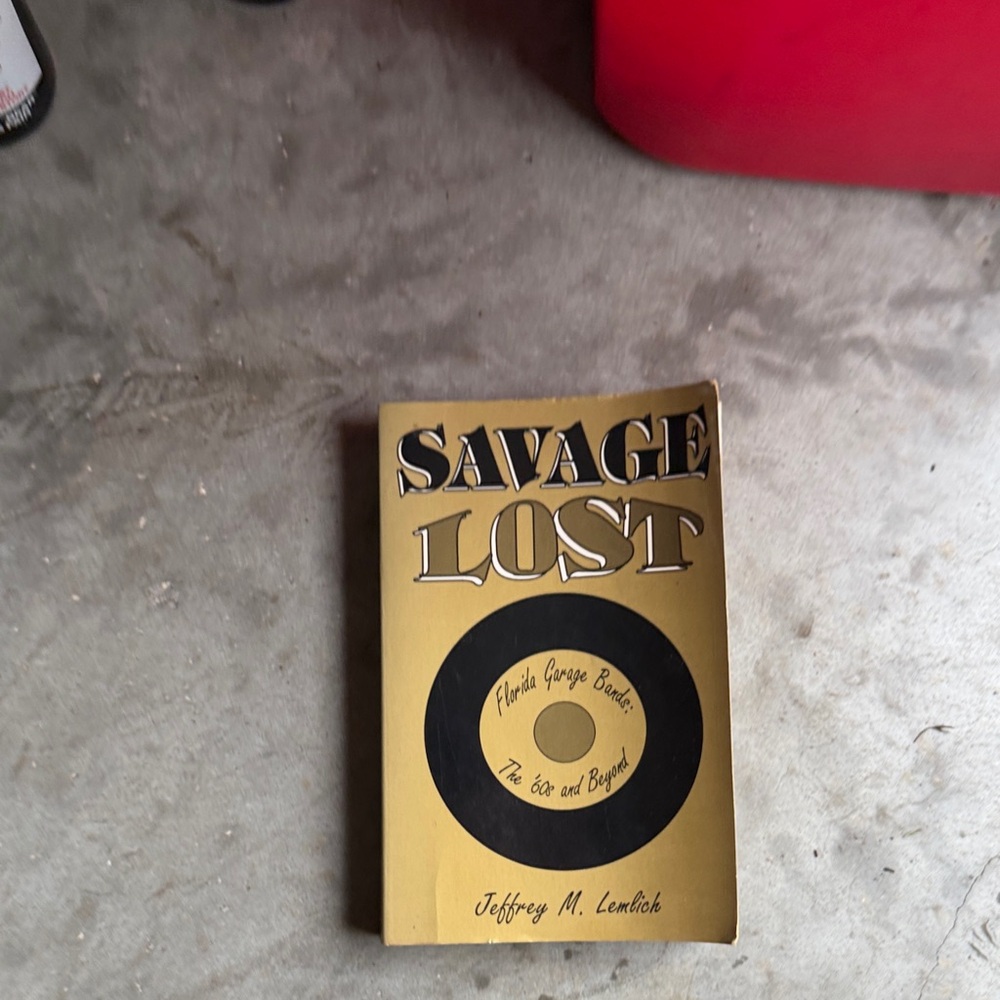 SAVAGE
LOST
Florida Garage Bands:
The '60s and Beyond
Jeffrey M. Lemlich